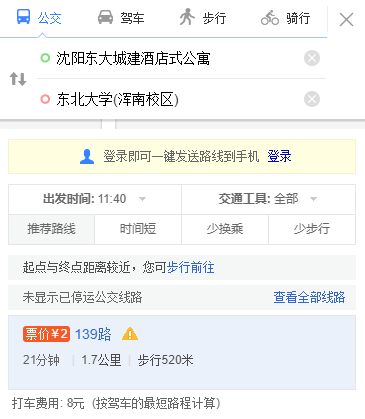 公交 驾车 步行 骑行
沈阳东大城建酒店式公寓
东北大学(浑南校区)
登录即可一键发送路线到手机 登录
出发时间: 11:40 交通工具: 全部
推荐路线 时间短 少换乘 少步行
起点与终点距离较近，您可步行前往
未显示已停运公交线路 查看全部线路
票价¥2 139路
21分钟 | 1.7公里 | 步行520米
打车费用: 8元 (按驾车的最短路程计算)